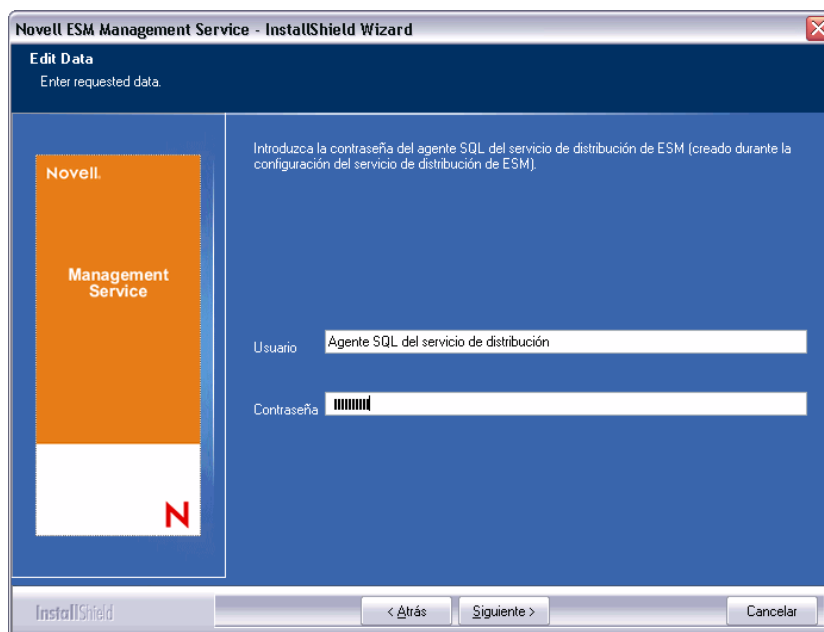 Novell ESM Management Service - InstallShield Wizard
Edit Data
Enter requested data.
Introduzca la contraseña del agente SQL del servicio de distribución de ESM (creado durante la
configuración del servicio de distribución de ESM).
Novell.
Management
Service
Usuario
Agente SQL del servicio de distribución
Contraseña
N
InstallShield
< Atrás
Siguiente >
Cancelar